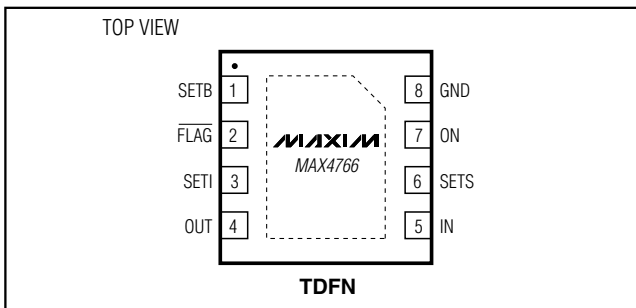 TOP VIEW
SETB 1
8 GND
FLAG 2
MAXIM
7 ON
MAX4766
SETI 3
6 SETS
OUT 4
5 IN
TDFN